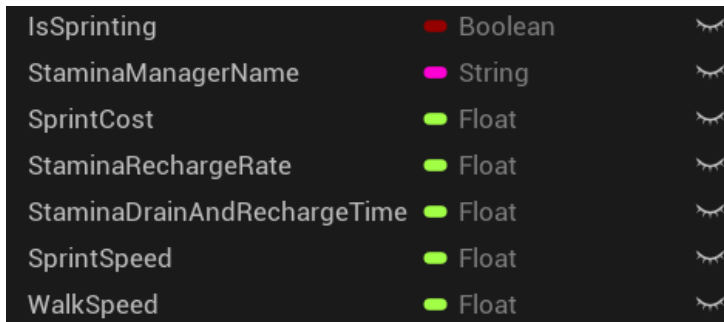 IsSprinting Boolean
StaminaManagerName String
SprintCost Float
StaminaRechargeRate Float
StaminaDrainAndRechargeTime Float
SprintSpeed Float
WalkSpeed Float